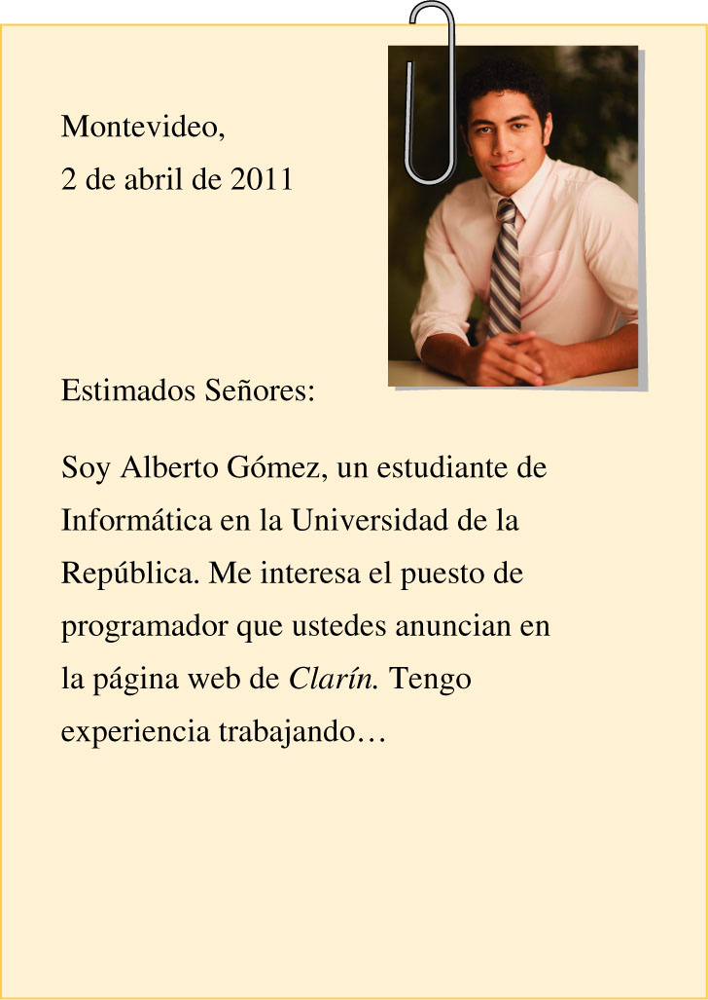 Montevideo,
2 de abril de 2011
Estimados Señores:
Soy Alberto Gómez, un estudiante de
Informática en la Universidad de la
República. Me interesa el puesto de
programador que ustedes anuncian en
la página web de Clarín. Tengo
experiencia trabajando…